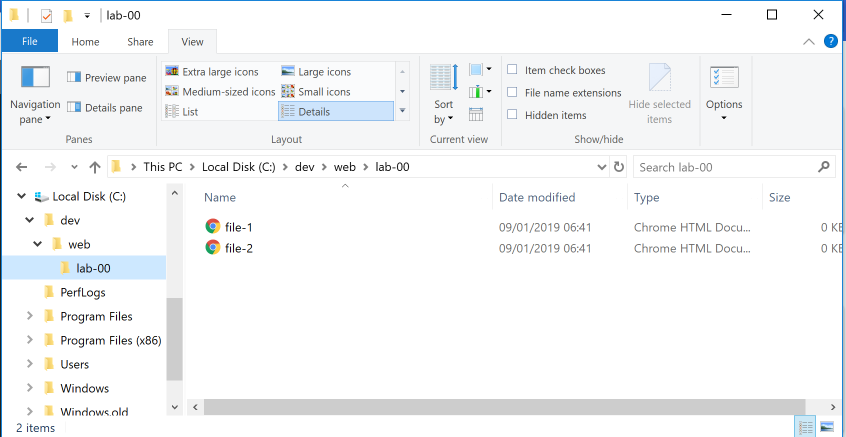 lab-00
File Home Share View
Navigation pane
Preview pane
Details pane
Panes
Extra large icons Large icons
Medium-sized icons Small icons
List Details
Layout
Sort by
Current view
Item check boxes
File name extensions
Hidden items
Hide selected items
Show/hide
Options
This PC Local Disk (C:) dev web lab-00
Search lab-00
Local Disk (C:)
dev
web
lab-00
PerfLogs
Program Files
Program Files (x86)
Users
Windows
Windows.old
Name Date modified Type Size
file-1 09/01/2019 06:41 Chrome HTML Docu... 0 KB
file-2 09/01/2019 06:41 Chrome HTML Docu... 0 KB
2 items